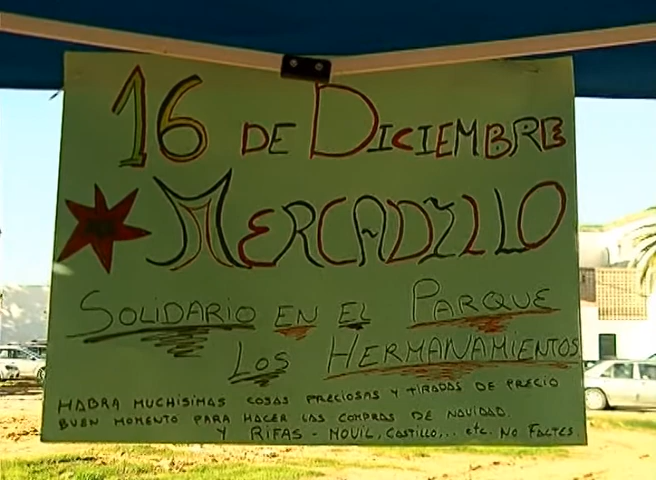 16 DE DICIEMBRE
MERCADILLO
SOLIDARIO EN EL PARQUE
LOS HERMANAMIENTOS
HABRA MUCHISIMAS COSAS PRECIOSAS Y TIRADAS DE PRECIO
BUEN MOMENTO PARA HACER LAS COMPRAS DE NAVIDAD.
Y RIFAS - MOVIL, CASTILLO,.. etc. NO FALTES.